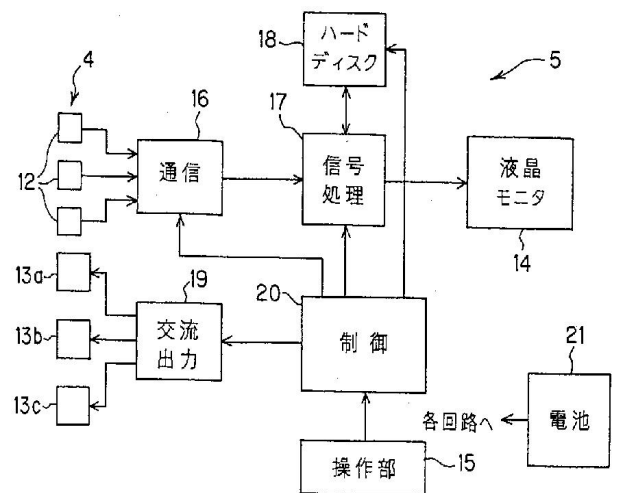 4
5
18
ハード
ディスク
16
17
12
通信
信号
処理
液晶
モニタ
14
13a
13b
13c
19
交流
出力
20
制御
21
各回路へ
電池
操作部
15